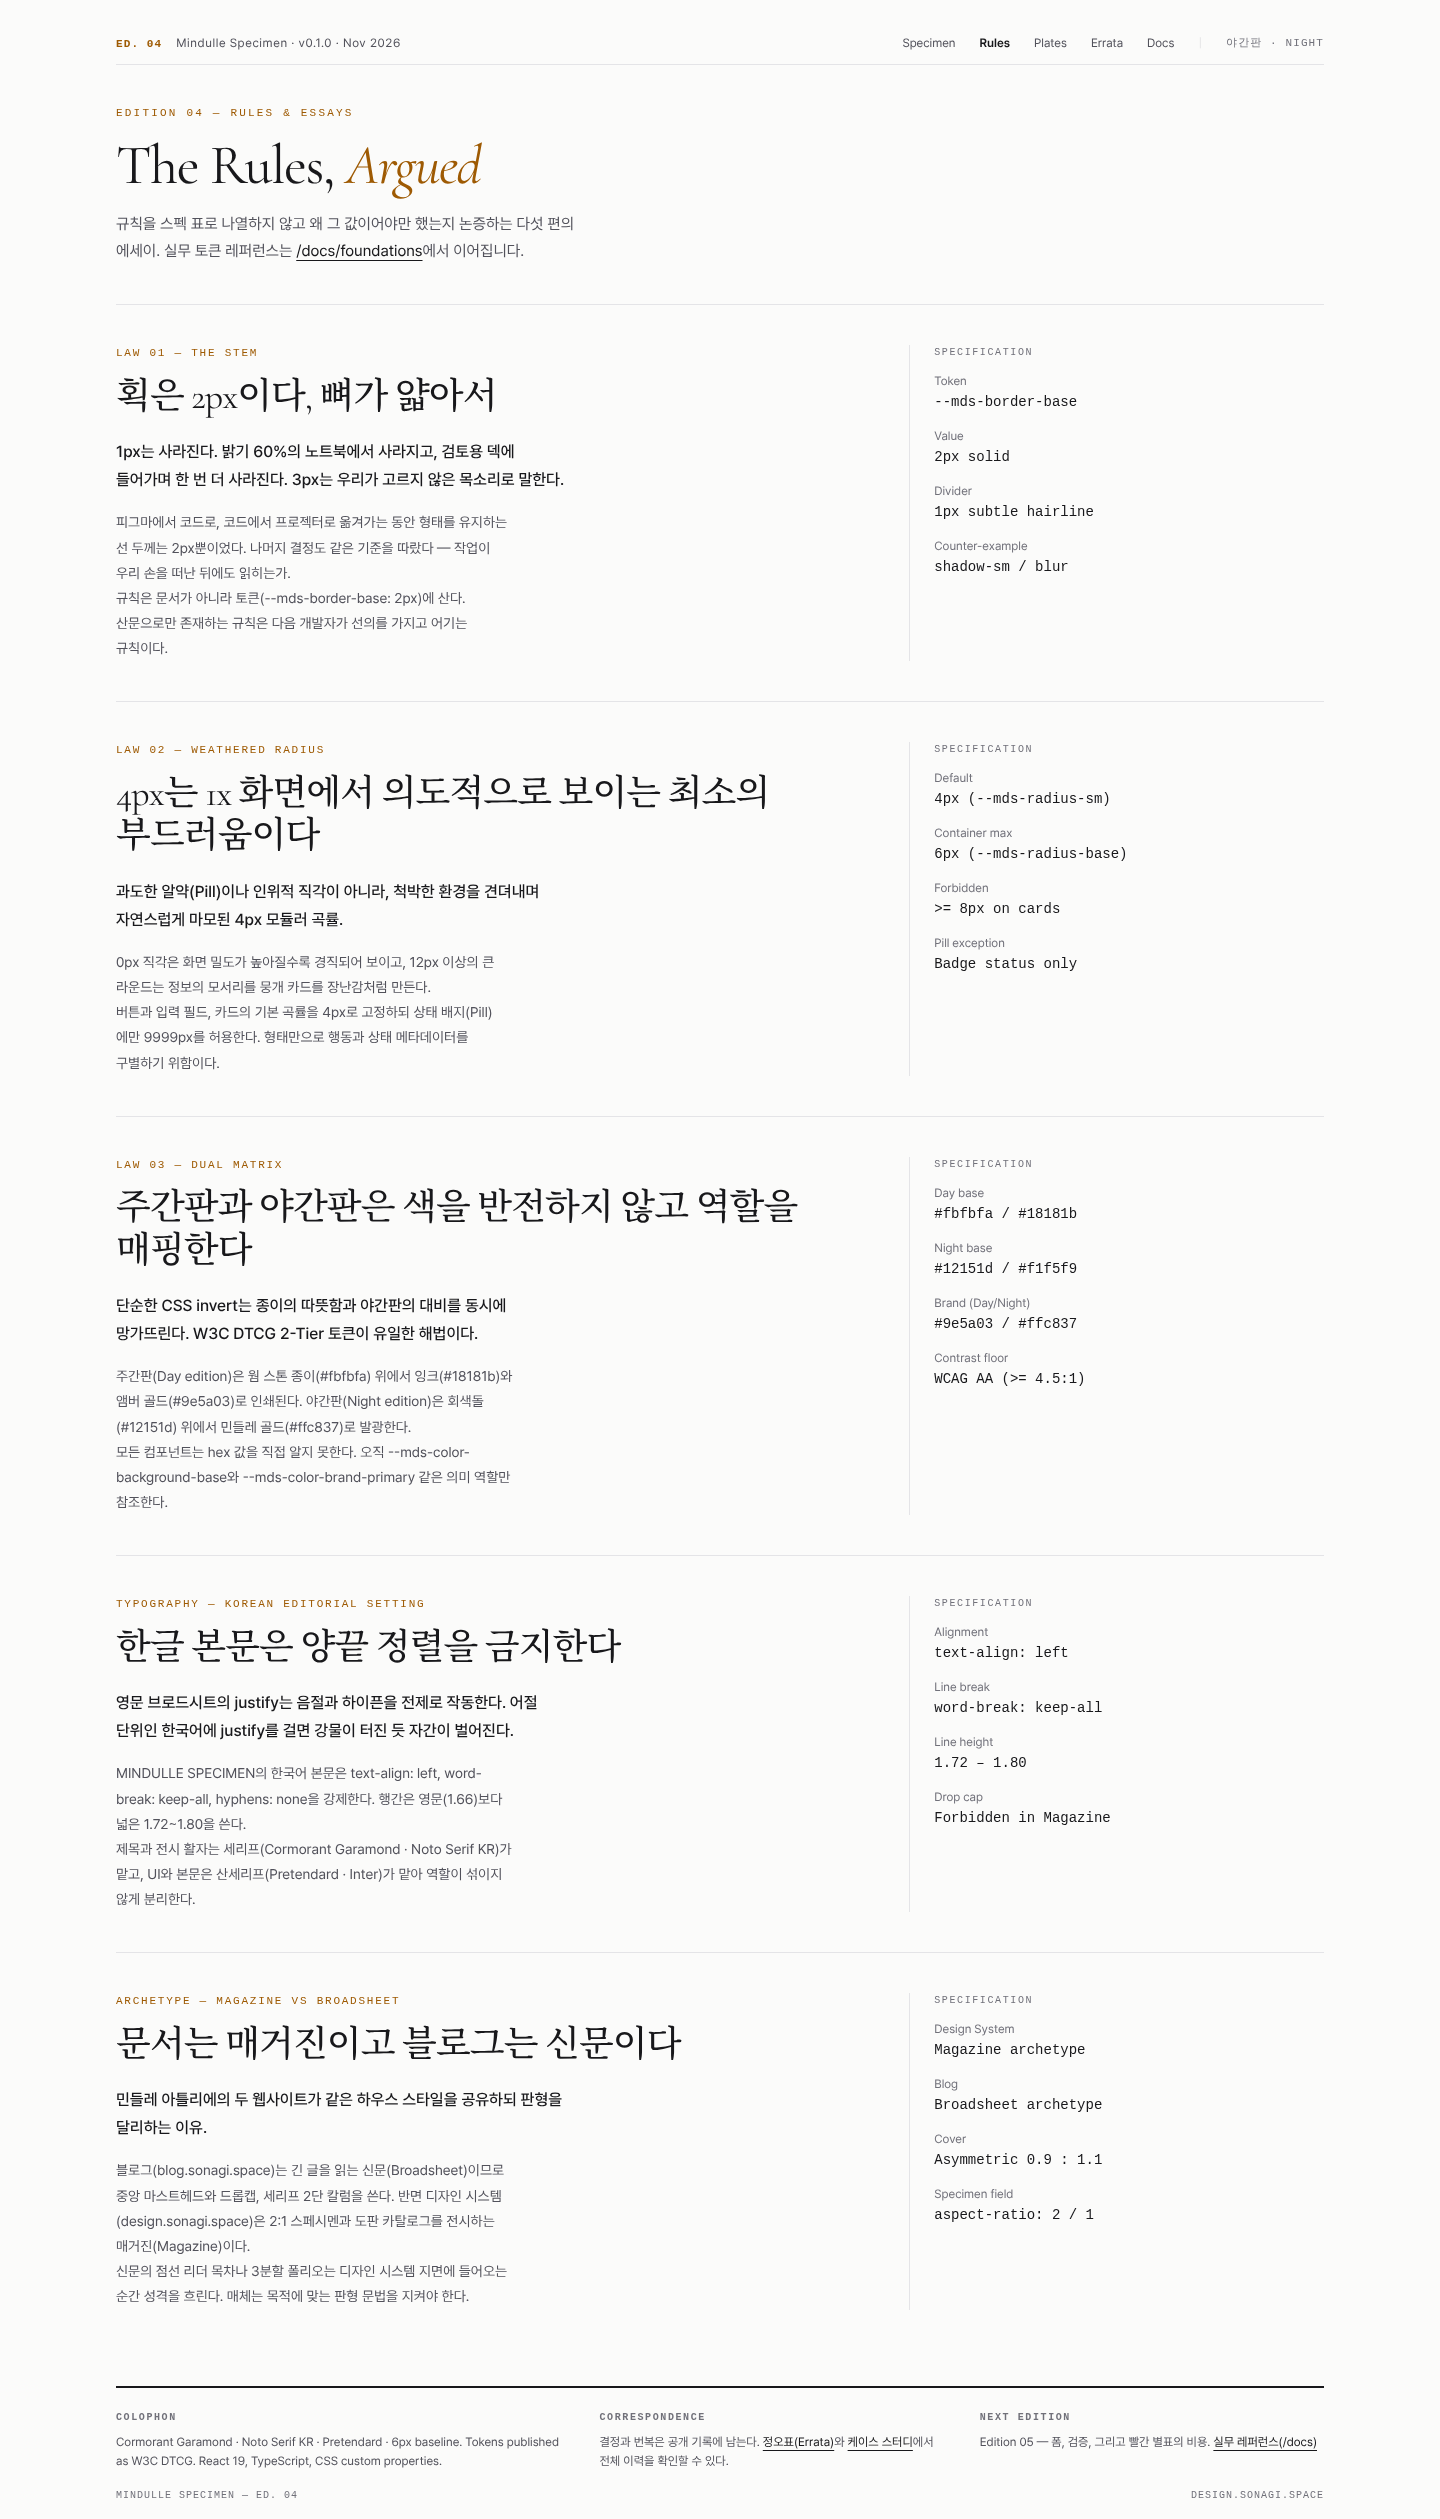 ED. 04 Mindulle Specimen · v0.1.0 · Nov 2026
Specimen Rules Plates Errata Docs 야간판 · NIGHT
EDITION 04 — RULES & ESSAYS
The Rules, Argued
규칙을 스펙 표로 나열하지 않고 왜 그 값이어야만 했는지 논증하는 다섯 편의
에세이. 실무 토큰 레퍼런스는 /docs/foundations에서 이어집니다.
LAW 01 — THE STEM
획은 2px이다, 뼈가 얇아서
1px는 사라진다. 밝기 60%의 노트북에서 사라지고, 검토용 덱에
들어가며 한 번 더 사라진다. 3px는 우리가 고르지 않은 목소리로 말한다.
피그마에서 코드로, 코드에서 프로젝터로 옮겨가는 동안 형태를 유지하는
선 두께는 2px뿐이었다. 나머지 결정도 같은 기준을 따랐다 — 작업이
우리 손을 떠난 뒤에도 읽히는가.
규칙은 문서가 아니라 토큰(--mds-border-base: 2px)에 산다.
산문으로만 존재하는 규칙은 다음 개발자가 선의를 가지고 어기는
규칙이다.
SPECIFICATION
Token
--mds-border-base
Value
2px solid
Divider
1px subtle hairline
Counter-example
shadow-sm / blur
LAW 02 — WEATHERED RADIUS
4px는 1x 화면에서 의도적으로 보이는 최소의
부드러움이다
과도한 알약(Pill)이나 인위적 직각이 아니라, 척박한 환경을 견뎌내며
자연스럽게 마모된 4px 모듈러 곡률.
0px 직각은 화면 밀도가 높아질수록 경직되어 보이고, 12px 이상의 큰
라운드는 정보의 모서리를 뭉개 카드를 장난감처럼 만든다.
버튼과 입력 필드, 카드의 기본 곡률을 4px로 고정하되 상태 배지(Pill)
에만 9999px를 허용한다. 형태만으로 행동과 상태 메타데이터를
구별하기 위함이다.
SPECIFICATION
Default
4px (--mds-radius-sm)
Container max
6px (--mds-radius-base)
Forbidden
>= 8px on cards
Pill exception
Badge status only
LAW 03 — DUAL MATRIX
주간판과 야간판은 색을 반전하지 않고 역할을
매핑한다
단순한 CSS invert는 종이의 따뜻함과 야간판의 대비를 동시에
망가뜨린다. W3C DTCG 2-Tier 토큰이 유일한 해법이다.
주간판(Day edition)은 웜 스톤 종이(#fbfbfa) 위에서 잉크(#18181b)와
앰버 골드(#9e5a03)로 인쇄된다. 야간판(Night edition)은 회색돌
(#12151d) 위에서 민들레 골드(#ffc837)로 발광한다.
모든 컴포넌트는 hex 값을 직접 알지 못한다. 오직 --mds-color-
background-base와 --mds-color-brand-primary 같은 의미 역할만
참조한다.
SPECIFICATION
Day base
#fbfbfa / #18181b
Night base
#12151d / #f1f5f9
Brand (Day/Night)
#9e5a03 / #ffc837
Contrast floor
WCAG AA (>= 4.5:1)
TYPOGRAPHY — KOREAN EDITORIAL SETTING
한글 본문은 양끝 정렬을 금지한다
영문 브로드시트의 justify는 음절과 하이픈을 전제로 작동한다. 어절
단위인 한국어에 justify를 걸면 강물이 터진 듯 자간이 벌어진다.
MINDULLE SPECIMEN의 한국어 본문은 text-align: left, word-
break: keep-all, hyphens: none을 강제한다. 행간은 영문(1.66)보다
넓은 1.72~1.80을 쓴다.
제목과 전시 활자는 세리프(Cormorant Garamond · Noto Serif KR)가
맡고, UI와 본문은 산세리프(Pretendard · Inter)가 맡아 역할이 섞이지
않게 분리한다.
SPECIFICATION
Alignment
text-align: left
Line break
word-break: keep-all
Line height
1.72 – 1.80
Drop cap
Forbidden in Magazine
ARCHETYPE — MAGAZINE VS BROADSHEET
문서는 매거진이고 블로그는 신문이다
민들레 아틀리에의 두 웹사이트가 같은 하우스 스타일을 공유하되 판형을
달리하는 이유.
블로그(blog.sonagi.space)는 긴 글을 읽는 신문(Broadsheet)이므로
중앙 마스트헤드와 드롭캡, 세리프 2단 칼럼을 쓴다. 반면 디자인 시스템
(design.sonagi.space)은 2:1 스페시멘과 도판 카탈로그를 전시하는
매거진(Magazine)이다.
신문의 점선 리더 목차나 3분할 폴리오는 디자인 시스템 지면에 들어오는
순간 성격을 흐린다. 매체는 목적에 맞는 판형 문법을 지켜야 한다.
SPECIFICATION
Design System
Magazine archetype
Blog
Broadsheet archetype
Cover
Asymmetric 0.9 : 1.1
Specimen field
aspect-ratio: 2 / 1
COLOPHON
Cormorant Garamond · Noto Serif KR · Pretendard · 6px baseline. Tokens published
as W3C DTCG. React 19, TypeScript, CSS custom properties.
CORRESPONDENCE
결정과 번복은 공개 기록에 남는다. 정오표(Errata)와 케이스 스터디에서
전체 이력을 확인할 수 있다.
NEXT EDITION
Edition 05 — 폼, 검증, 그리고 빨간 별표의 비용. 실무 레퍼런스(/docs)
MINDULLE SPECIMEN — ED. 04
DESIGN.SONAGI.SPACE